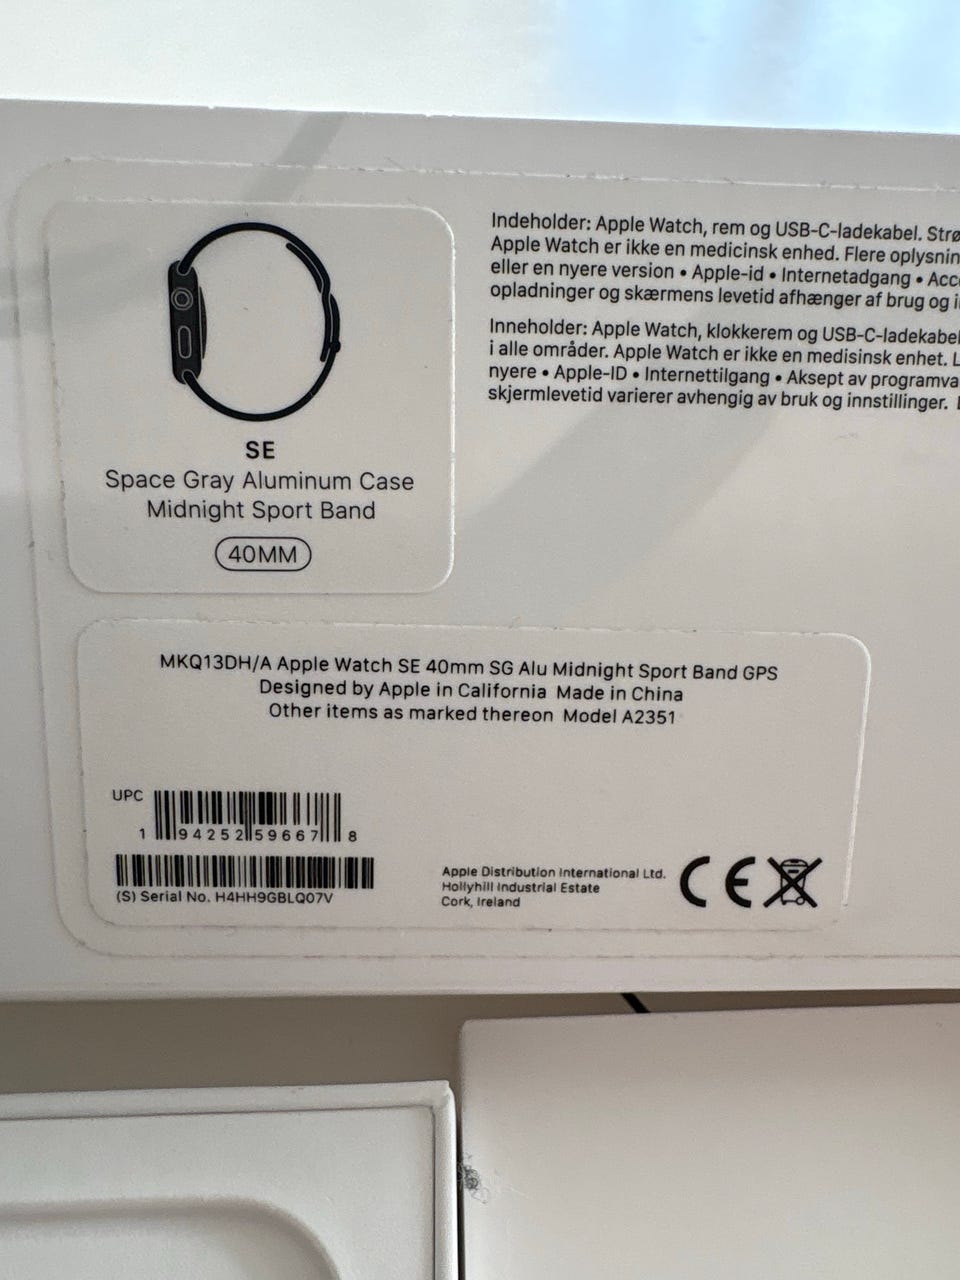 SE
Space Gray Aluminum Case
Midnight Sport Band
40MM
Indeholder: Apple Watch, rem og USB-C-ladekabel.
Apple Watch er ikke en medicinsk enhed. Flere
eller en nyere version • Apple-id • Internetadgang •
opladninger og skærmens levetid afhænger af brug og
Inneholder: Apple Watch, klokkerem og USB-C-ladekabel
i alle områder. Apple Watch er ikke en medisinsk enhet.
nyere • Apple-ID • Internettilgang • Aksept av
skjermlevetid varierer avhengig av bruk og innstillinger.
MKQ13DH/A Apple Watch SE 40mm SG Alu Midnight Sport Band GPS
Designed by Apple in California Made in China
Other items as marked thereon Model A2351
UPC
1 94252 59667 8
(S) Serial No. H4HH9GBLQ07V
Apple Distribution International Ltd.
Hollyhill Industrial Estate
Cork, Ireland
CE